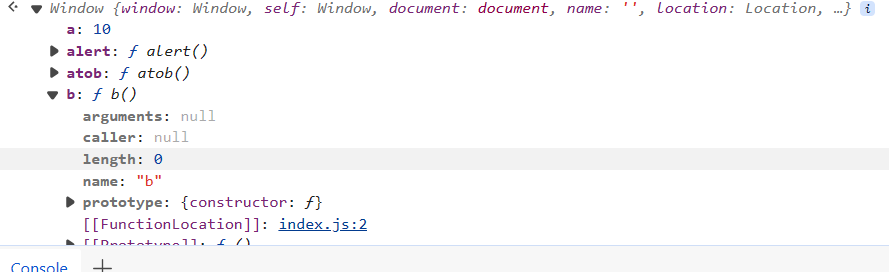 Window {window: Window, self: Window, document: document, name: '', location: Location, …} i
a: 10
alert: ƒ alert()
atob: ƒ atob()
b: ƒ b()
arguments: null
caller: null
length: 0
name: "b"
prototype: {constructor: ƒ}
[[FunctionLocation]]: index.js:2
[[Prototype]]: ƒ ()
Console